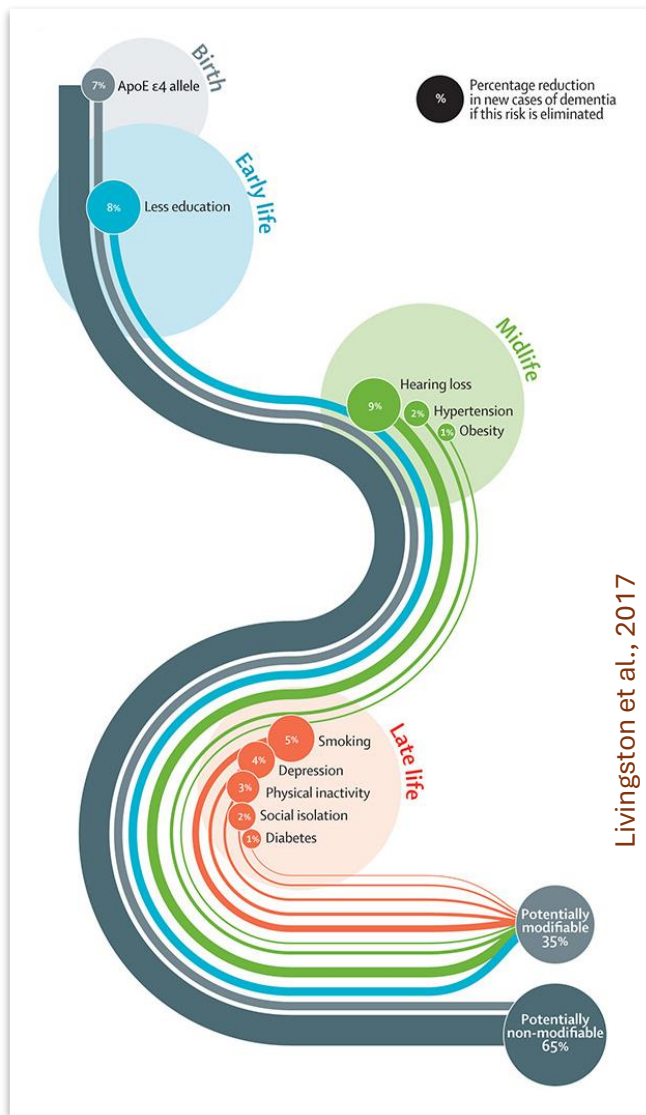 Birth
7%
ApoE ε4 allele
%
Percentage reduction
in new cases of dementia
if this risk is eliminated
Early life
8%
Less education
Midlife
Hearing loss
9%
2%
Hypertension
1%
Obesity
Livingston et al., 2017
Late life
5%
Smoking
4%
Depression
3%
Physical inactivity
2%
Social isolation
1%
Diabetes
Potentially
modifiable
35%
Potentially
non-modifiable
65%